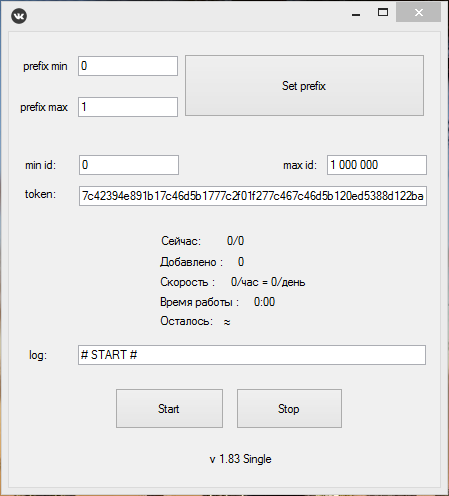 prefix min 0
Set prefix
prefix max 1
min id: 0 max id: 1 000 000
token: 7c42394e891b17c46d5b1777c2f01f277c467c46d5b120ed5388d122ba
Сейчас: 0/0
Добавлено : 0
Скорость : 0/час = 0/день
Время работы : 0:00
Осталось: ≈
log: # START #
Start Stop
v 1.83 Single